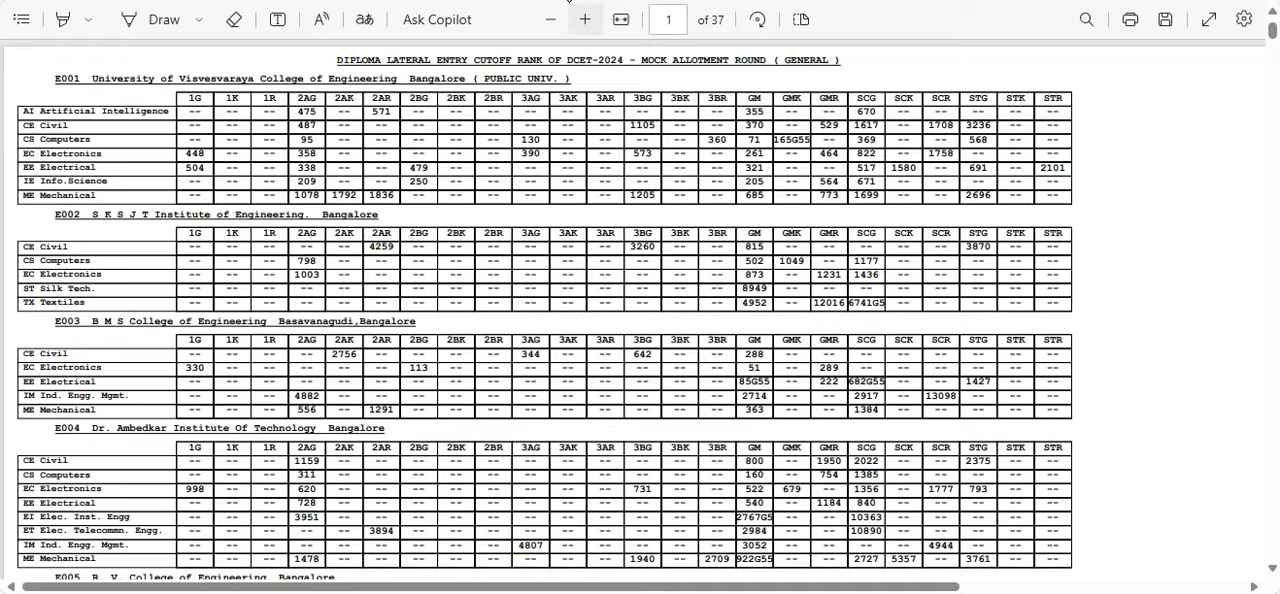 Draw
aあ
Ask Copilot
1
of 37
DIPLOMA LATERAL ENTRY CUTOFF RANK OF DCET-2024 - MOCK ALLOTMENT ROUND ( GENERAL )
E001 University of Visvesvaraya College of Engineering Bangalore ( PUBLIC UNIV. )
1G 1K 1R 2AG 2AK 2AR 2BG 2BK 2BR 3AG 3AK 3AR 3BG 3BK 3BR GM GMK GMR SCG SCK SCR STG STK STR
AI Artificial Intelligence -- -- -- 475 -- 571 -- -- -- -- -- -- -- -- -- 355 -- -- 670 -- -- -- -- --
CE Civil -- -- -- 487 -- -- -- -- -- -- -- -- 1105 -- -- 370 -- 529 1617 -- 1708 3236 -- --
CS Computers -- -- -- 95 -- -- -- -- -- 130 -- -- -- -- 360 71 165G55 -- 369 -- -- 568 -- --
EC Electronics 448 -- -- 358 -- -- -- -- -- 390 -- -- 573 -- -- 261 -- 464 822 -- 1758 -- -- --
EE Electrical 504 -- -- 338 -- -- 479 -- -- -- -- -- -- -- -- 321 -- -- 517 1580 -- 691 -- 2101
IE Info.Science -- -- -- 209 -- -- 250 -- -- -- -- -- -- -- -- 205 -- 564 671 -- -- -- -- --
ME Mechanical -- -- -- 1078 1792 1836 -- -- -- -- -- -- 1205 -- -- 685 -- 773 1699 -- -- 2696 -- --
E002 S K S J T Institute of Engineering. Bangalore
1G 1K 1R 2AG 2AK 2AR 2BG 2BK 2BR 3AG 3AK 3AR 3BG 3BK 3BR GM GMK GMR SCG SCK SCR STG STK STR
CE Civil -- -- -- -- -- 4259 -- -- -- -- -- -- 3260 -- -- 815 -- -- -- -- -- 3870 -- --
CS Computers -- -- -- 798 -- -- -- -- -- -- -- -- -- -- -- 502 1049 -- 1177 -- -- -- -- --
EC Electronics -- -- -- 1003 -- -- -- -- -- -- -- -- -- -- -- 873 -- 1231 1436 -- -- -- -- --
ST Silk Tech. -- -- -- -- -- -- -- -- -- -- -- -- -- -- -- 8949 -- -- -- -- -- -- -- --
TX Textiles -- -- -- -- -- -- -- -- -- -- -- -- -- -- -- 4952 -- 12016 6741G5 -- -- -- -- --
E003 B M S College of Engineering Basavanagudi,Bangalore
1G 1K 1R 2AG 2AK 2AR 2BG 2BK 2BR 3AG 3AK 3AR 3BG 3BK 3BR GM GMK GMR SCG SCK SCR STG STK STR
CE Civil -- -- -- -- 2756 -- -- -- -- 344 -- -- 642 -- -- 288 -- -- -- -- -- -- -- --
EC Electronics 330 -- -- -- -- -- 113 -- -- -- -- -- -- -- -- 51 -- 289 -- -- -- -- -- --
EE Electrical -- -- -- -- -- -- -- -- -- -- -- -- -- -- -- 85G55 -- 222 682G55 -- -- 1427 -- --
IM Ind. Engg. Mgmt. -- -- -- 4882 -- -- -- -- -- -- -- -- -- -- -- 2714 -- -- 2917 -- 13098 -- -- --
ME Mechanical -- -- -- 556 -- 1291 -- -- -- -- -- -- -- -- -- 363 -- -- 1384 -- -- -- -- --
E004 Dr. Ambedkar Institute Of Technology Bangalore
1G 1K 1R 2AG 2AK 2AR 2BG 2BK 2BR 3AG 3AK 3AR 3BG 3BK 3BR GM GMK GMR SCG SCK SCR STG STK STR
CE Civil -- -- -- 1159 -- -- -- -- -- -- -- -- -- -- -- 800 -- 1950 2022 -- -- 2375 -- --
CS Computers -- -- -- 311 -- -- -- -- -- -- -- -- -- -- -- 160 -- 754 1385 -- -- -- -- --
EC Electronics 998 -- -- 620 -- -- -- -- -- -- -- -- 731 -- -- 522 679 -- 1356 -- 1777 793 -- --
EE Electrical -- -- -- 728 -- -- -- -- -- -- -- -- -- -- -- 540 -- 1184 840 -- -- -- -- --
EI Elec. Inst. Engg -- -- -- 3951 -- -- -- -- -- -- -- -- -- -- -- 2767G5 -- -- 10363 -- -- -- -- --
ET Elec. Telecommn. Engg. -- -- -- -- -- 3894 -- -- -- -- -- -- -- -- -- 2984 -- -- 10890 -- -- -- -- --
IM Ind. Engg. Mgmt. -- -- -- -- -- -- -- -- -- 4807 -- -- -- -- -- 3052 -- -- -- -- 4944 -- -- --
ME Mechanical -- -- -- 1478 -- -- -- -- -- -- -- -- 1940 -- 2709 922G55 -- -- 2727 5357 -- 3761 -- --
E005 R. V. College of Engineering Bangalore